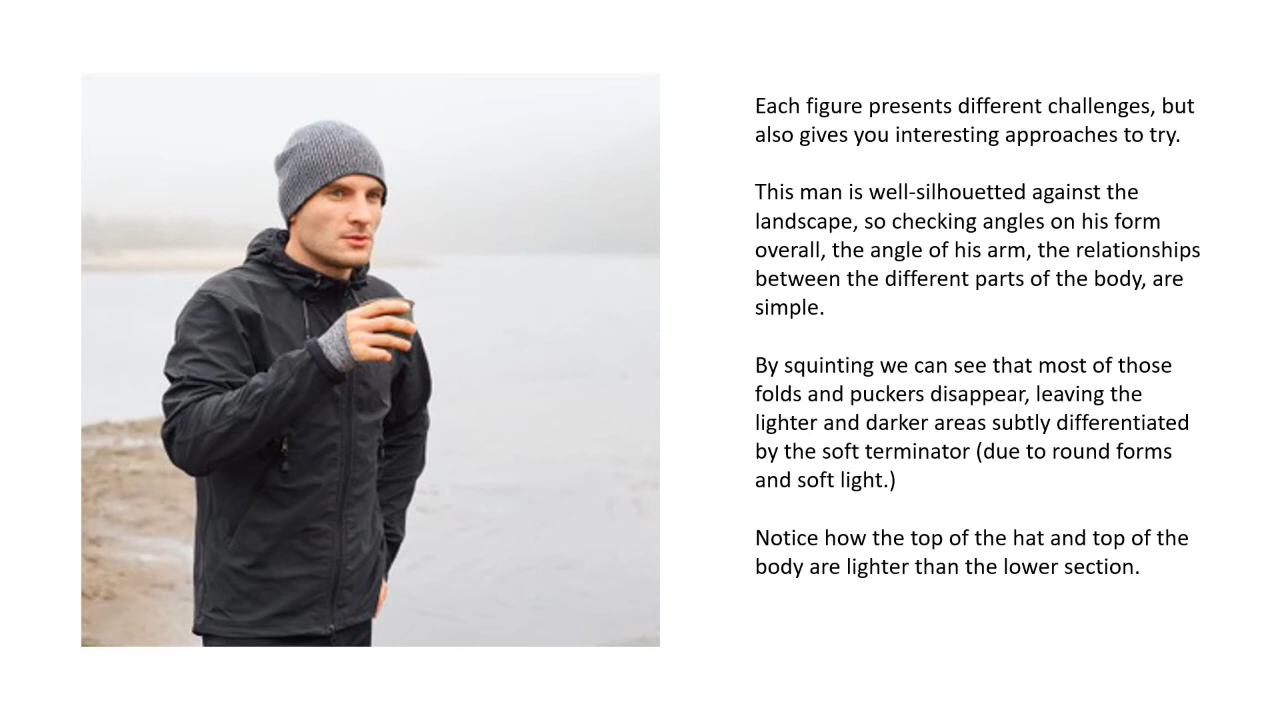 Each figure presents different challenges, but
also gives you interesting approaches to try.
This man is well-silhouetted against the
landscape, so checking angles on his form
overall, the angle of his arm, the relationships
between the different parts of the body, are
simple.
By squinting we can see that most of those
folds and puckers disappear, leaving the
lighter and darker areas subtly differentiated
by the soft terminator (due to round forms
and soft light.)
Notice how the top of the hat and top of the
body are lighter than the lower section.